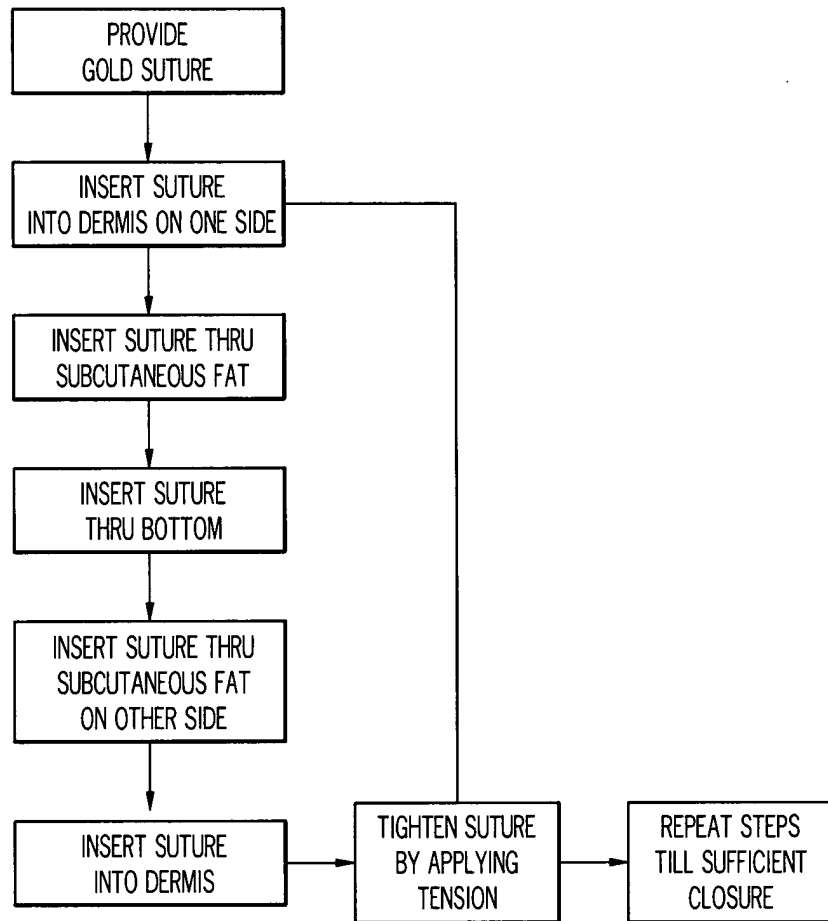 PROVIDE
GOLD SUTURE
INSERT SUTURE
INTO DERMIS ON ONE SIDE
INSERT SUTURE THRU
SUBCUTANEOUS FAT
INSERT SUTURE
THRU BOTTOM
INSERT SUTURE THRU
SUBCUTANEOUS FAT
ON OTHER SIDE
INSERT SUTURE
INTO DERMIS
TIGHTEN SUTURE
BY APPLYING
TENSION
REPEAT STEPS
TILL SUFFICIENT
CLOSURE